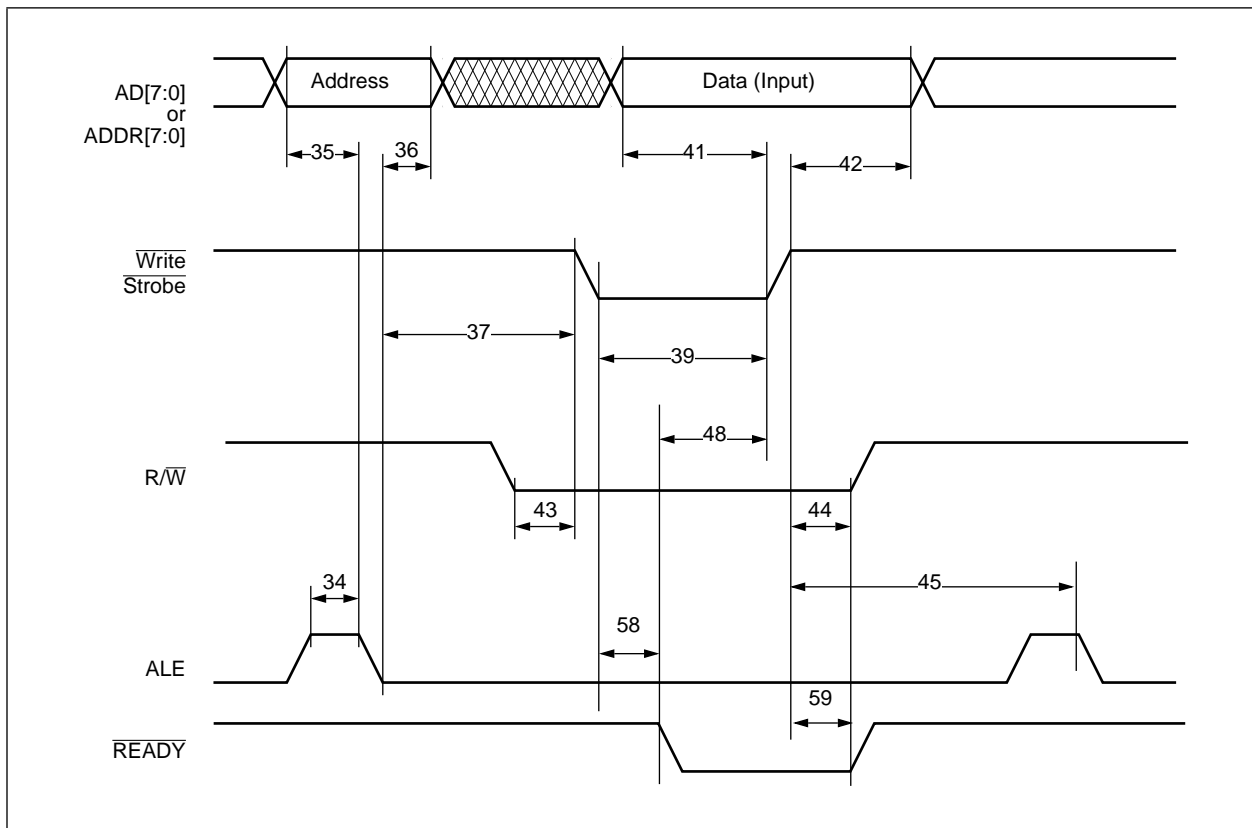 Address
Data (Input)
AD[7:0]
or
ADDR[7:0]
35
36
41
42
Write
Strobe
37
39
48
R/W
43
44
34
45
58
ALE
59
READY